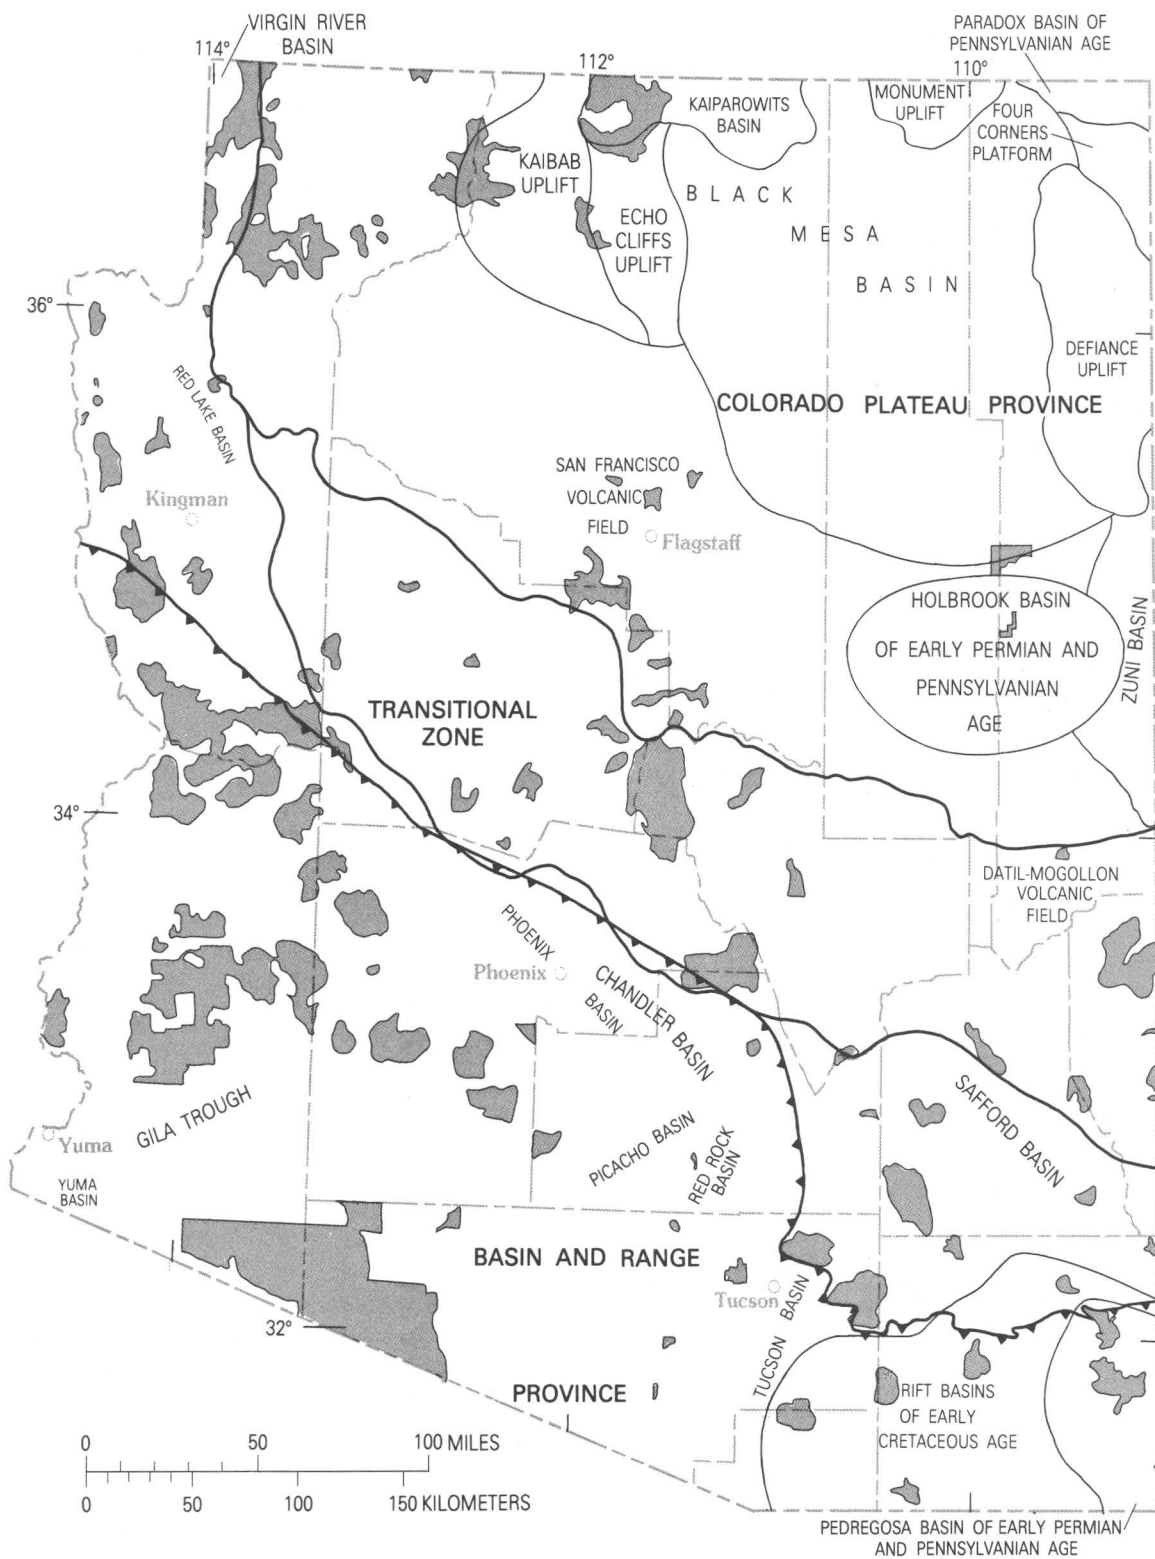 VIRGIN RIVER
BASIN
PARADOX BASIN OF
PENNSYLVANIAN AGE
114°
112°
110°
KAIPAROWITS
BASIN
MONUMENT
UPLIFT
FOUR
CORNERS
PLATFORM
KAIBAB
UPLIFT
ECHO
CLIFFS
UPLIFT
BLACK
MESA
BASIN
36°
DEFIANCE
UPLIFT
RED LAKE BASIN
COLORADO PLATEAU PROVINCE
SAN FRANCISCO
VOLCANIC
FIELD
Kingman
Flagstaff
HOLBROOK BASIN
OF EARLY PERMIAN AND
PENNSYLVANIAN
AGE
ZUNI BASIN
TRANSITIONAL
ZONE
34°
DATIL-MOGOLLON
VOLCANIC
FIELD
PHOENIX
BASIN
Phoenix
CHANDLER BASIN
GILA TROUGH
SAFFORD BASIN
Yuma
YUMA
BASIN
PICACHO BASIN
RED ROCK
BASIN
BASIN AND RANGE
PROVINCE
Tucson
TUCSON BASIN
32°
RIFT BASINS
OF EARLY
CRETACEOUS AGE
0 50 100 MILES
0 50 100 150 KILOMETERS
PEDREGOSA BASIN OF EARLY PERMIAN
AND PENNSYLVANIAN AGE